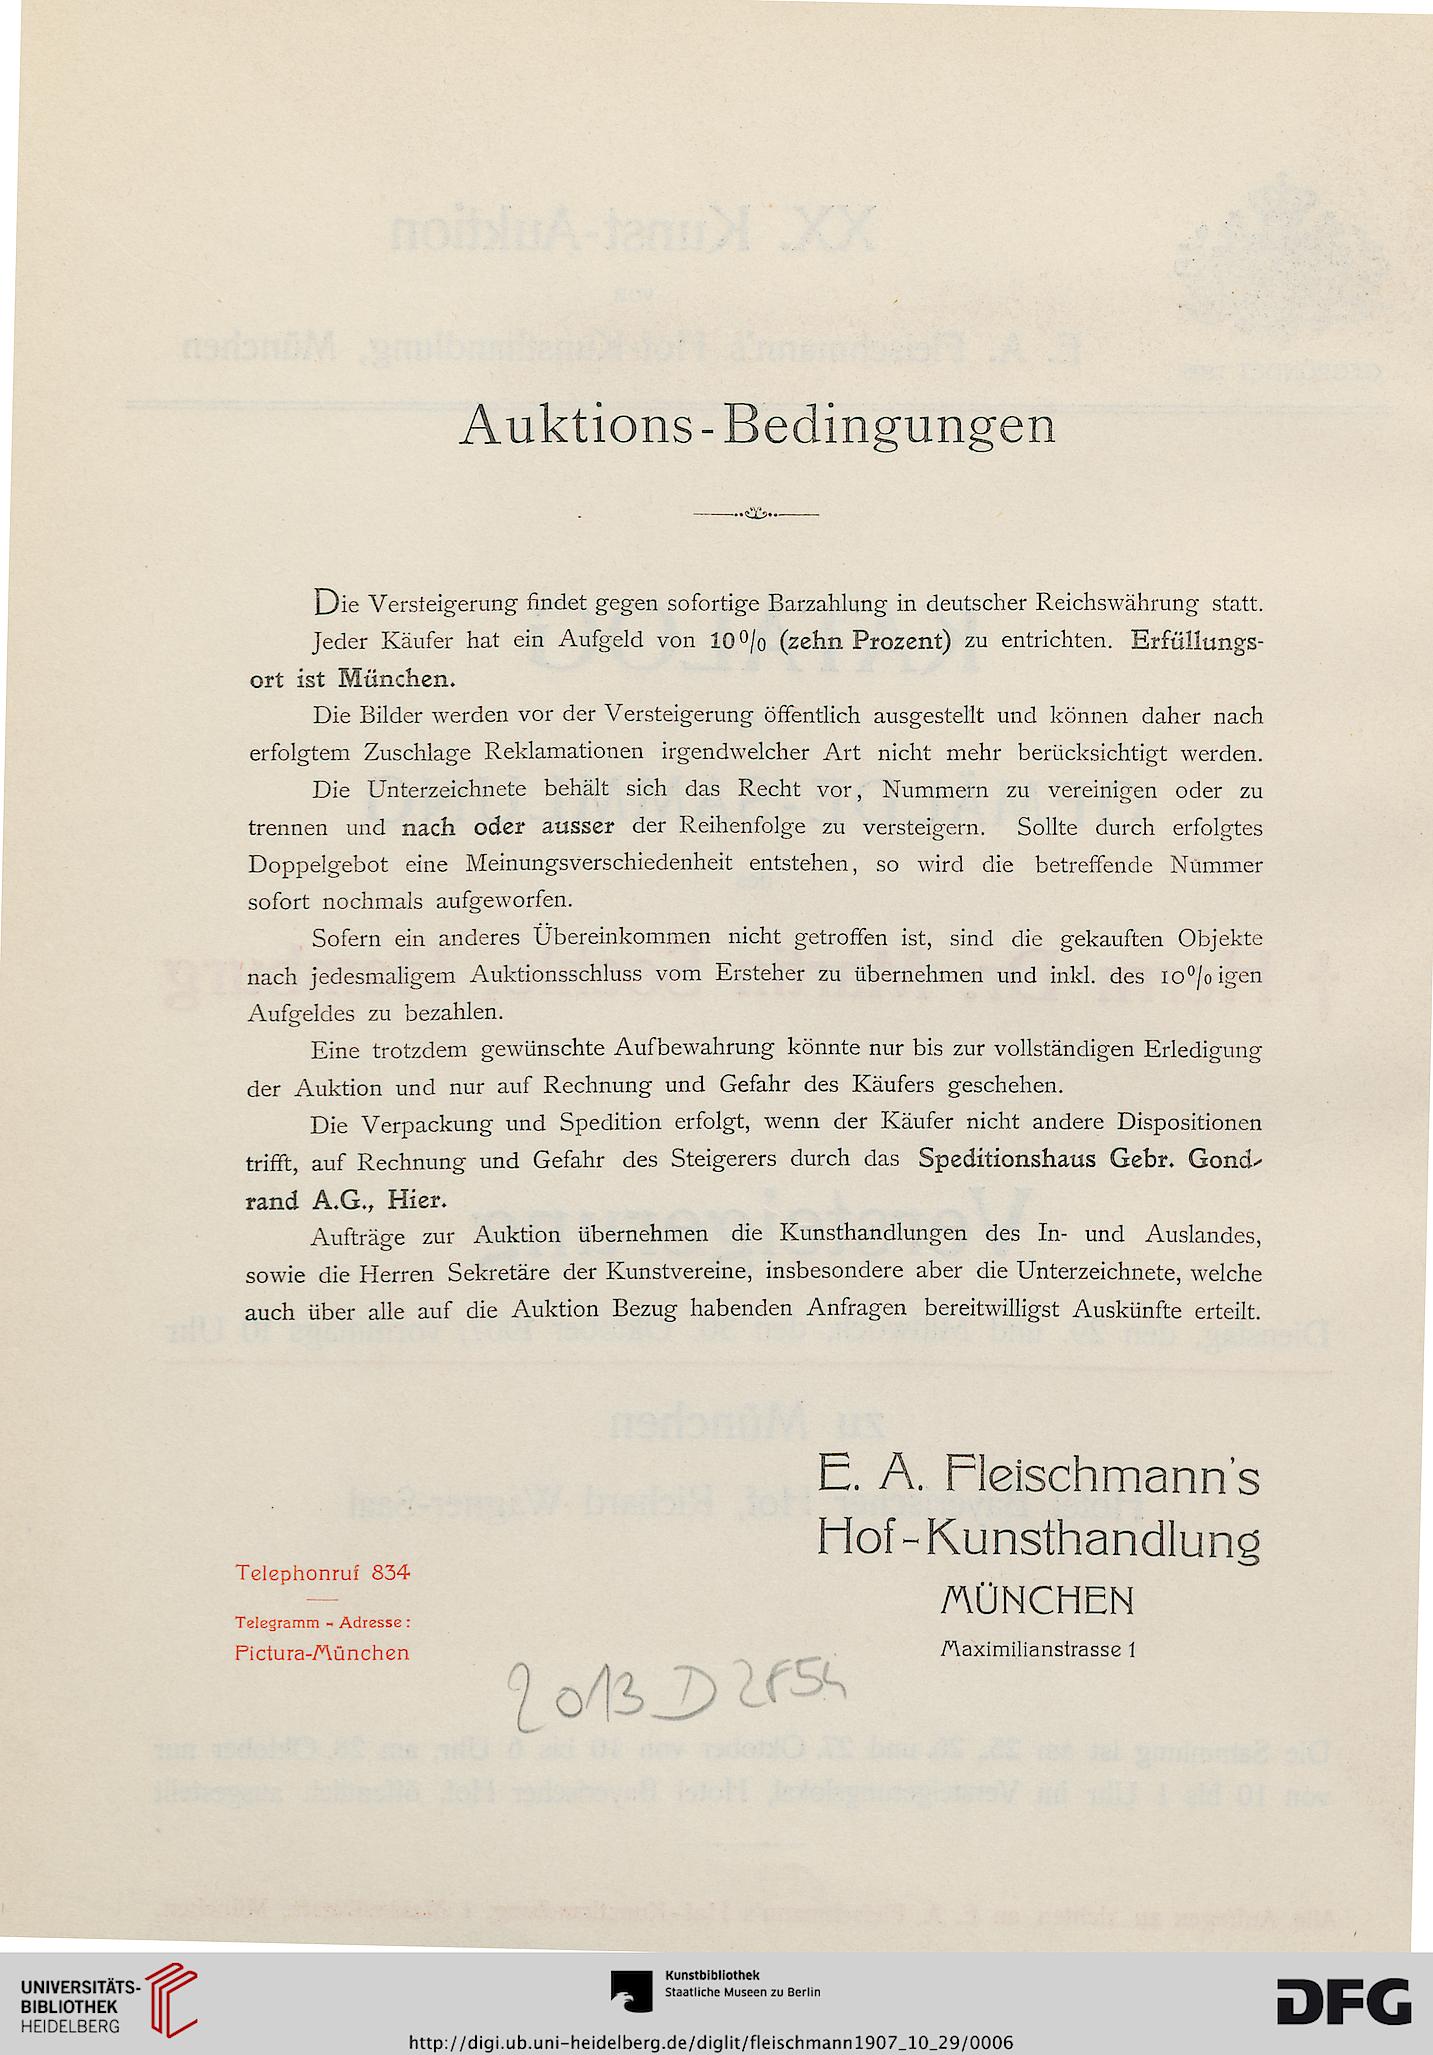 Auktions-Bedingungen
Die Versteigerung findet gegen sofortige Barzahlung in deutscher Reichswährung statt.
Jeder Käufer hat ein Aufgeld von 10% (zehn Prozent) zu entrichten. Erfüllungs-
ort ist München.
Die Bilder werden vor der Versteigerung öffentlich ausgestellt und können daher nach
erfolgtem Zuschlage Reklamationen irgendwelcher Art nicht mehr berücksichtigt werden.
Die Unterzeichnete behält sich das Recht vor, Nummern zu vereinigen oder zu
trennen und nach oder ausser der Reihenfolge zu versteigern. Sollte durch erfolgtes
Doppelgebot eine Meinungsverschiedenheit entstehen, so wird die betreffende Nummer
sofort nochmals aufgeworfen.
Sofern ein anderes Übereinkommen nicht getroffen ist, sind die gekauften Objekte
nach jedesmaligem Auktionsschluss vom Ersteher zu übernehmen und inkl. des 10%igen
Aufgeldes zu bezahlen.
Eine trotzdem gewünschte Aufbewahrung könnte nur bis zur vollständigen Erledigung
der Auktion und nur auf Rechnung und Gefahr des Käufers geschehen.
Die Verpackung und Spedition erfolgt, wenn der Käufer nicht andere Dispositionen
trifft, auf Rechnung und Gefahr des Steigerers durch das Speditionshaus Gebr. Gond-
rand A.G., Hier.
Aufträge zur Auktion übernehmen die Kunsthandlungen des In- und Auslandes,
sowie die Herren Sekretäre der Kunstvereine, insbesondere aber die Unterzeichnete, welche
auch über alle auf die Auktion Bezug habenden Anfragen bereitwilligst Auskünfte erteilt.
E. A. Fleischmann's
Hof-Kunsthandlung
MÜNCHEN
Maximilianstrasse 1
Telephonruf 834
Telegramm - Adresse:
Pictura-München
2013 D
UNIVERSITÄTS-
BIBLIOTHEK
HEIDELBERG
Kunstbibliothek
Staatliche Museen zu Berlin
DFG
http://digi.ub.uni-heidelberg.de/diglit/fleischmann1907_10_29/0006